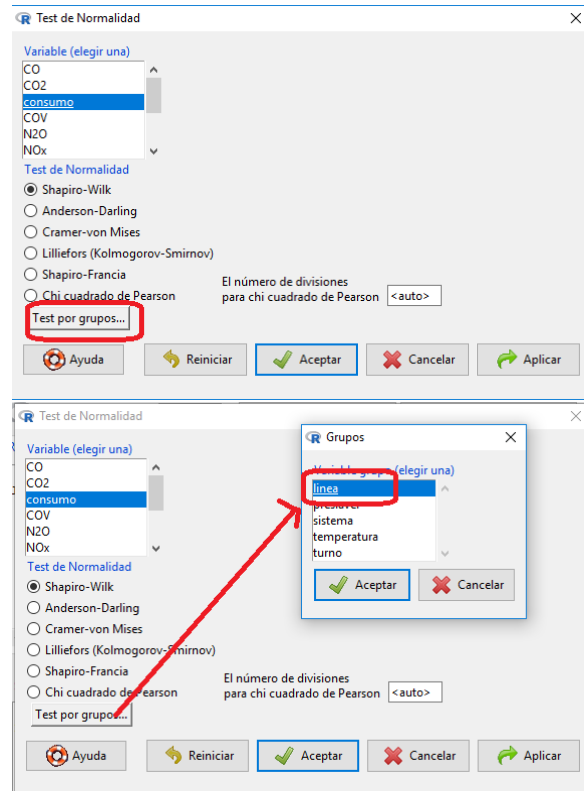 Test de Normalidad
Variable (elegir una)
CO
CO2
consumo
COV
N2O
NOx
Test de Normalidad
Shapiro-Wilk
Anderson-Darling
Cramer-von Mises
Lilliefors (Kolmogorov-Smirnov)
Shapiro-Francia
Chi cuadrado de Pearson
El número de divisiones
para chi cuadrado de Pearson <auto>
Test por grupos...
Ayuda Reiniciar Aceptar Cancelar Aplicar
Test de Normalidad
Variable (elegir una)
CO
CO2
consumo
COV
N2O
NOx
Test de Normalidad
Shapiro-Wilk
Anderson-Darling
Cramer-von Mises
Lilliefors (Kolmogorov-Smirnov)
Shapiro-Francia
Chi cuadrado de Pearson
El número de divisiones
para chi cuadrado de Pearson <auto>
Test por grupos...
Ayuda Reiniciar Aceptar Cancelar Aplicar
Grupos
Variable grupo (elegir una)
linea
sistema
temperatura
turno
Aceptar Cancelar